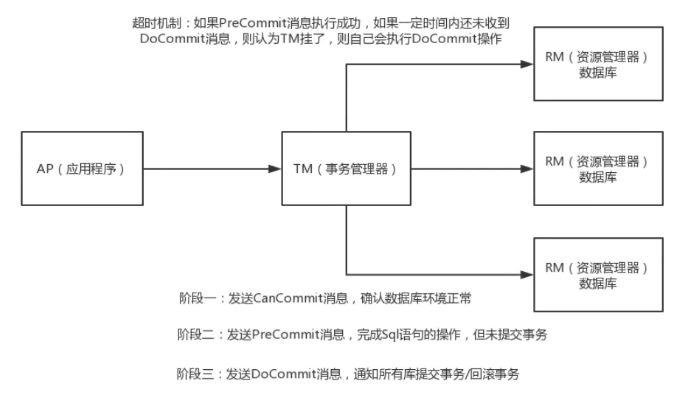 超时机制：如果PreCommit消息执行成功，如果一定时间内还未收到
DoCommit消息，则认为TM挂了，则自己会执行DoCommit操作
RM（资源管理器）
数据库
AP（应用程序）
TM（事务管理器）
RM（资源管理器）
数据库
RM（资源管理器）
数据库
阶段一：发送CanCommit消息，确认数据库环境正常
阶段二：发送PreCommit消息，完成Sql语句的操作，但未提交事务
阶段三：发送DoCommit消息，通知所有库提交事务/回滚事务